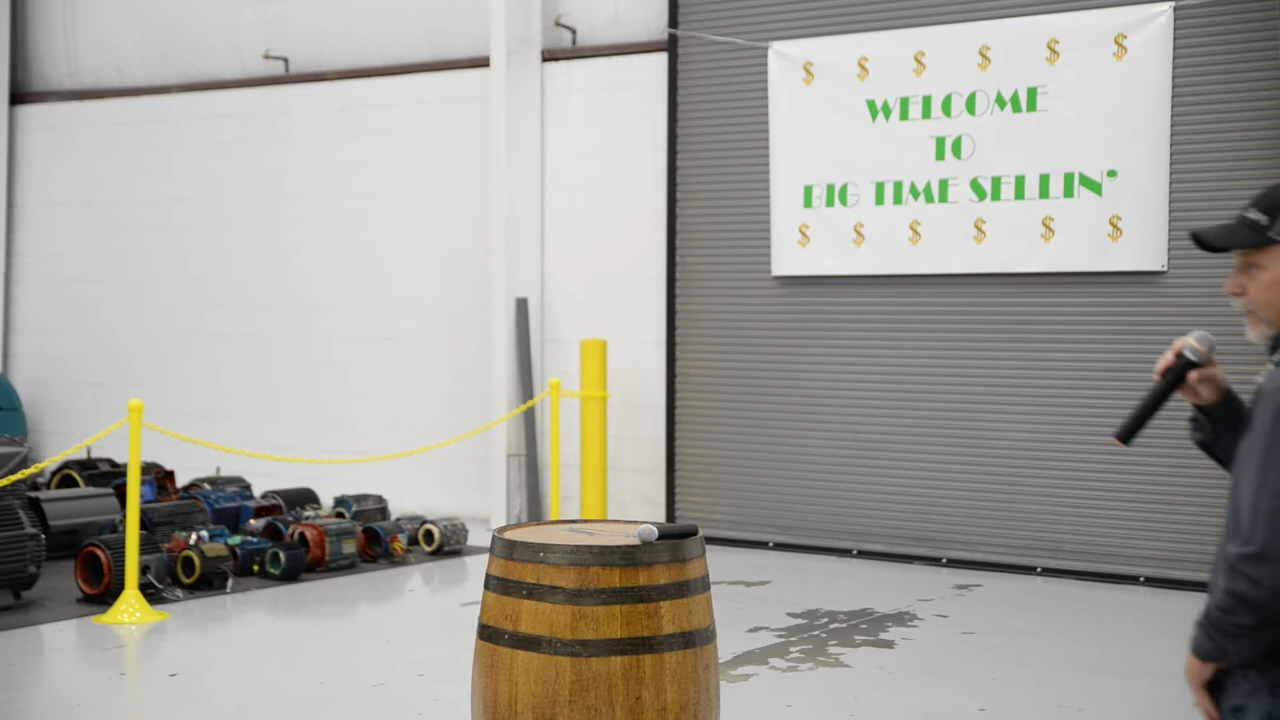 $ $ $ $ $ $
WELCOME
TO
BIG TIME SELLIN'
$ $ $ $ $ $